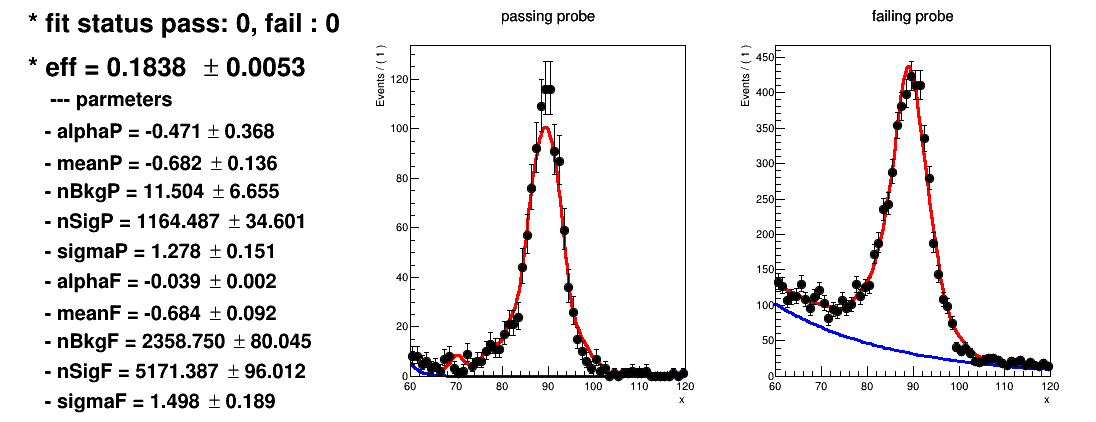 * fit status pass: 0, fail : 0
* eff = 0.1838 ± 0.0053
--- parmeters
- alphaP = -0.471 ± 0.368
- meanP = -0.682 ± 0.136
- nBkgP = 11.504 ± 6.655
- nSigP = 1164.487 ± 34.601
- sigmaP = 1.278 ± 0.151
- alphaF = -0.039 ± 0.002
- meanF = -0.684 ± 0.092
- nBkgF = 2358.750 ± 80.045
- nSigF = 5171.387 ± 96.012
- sigmaF = 1.498 ± 0.189
passing probe
Events / ( 1 )
120
100
80
60
40
20
0
60 70 80 90 100 110 120
x
failing probe
Events / ( 1 )
450
400
350
300
250
200
150
100
50
0
60 70 80 90 100 110 120
x